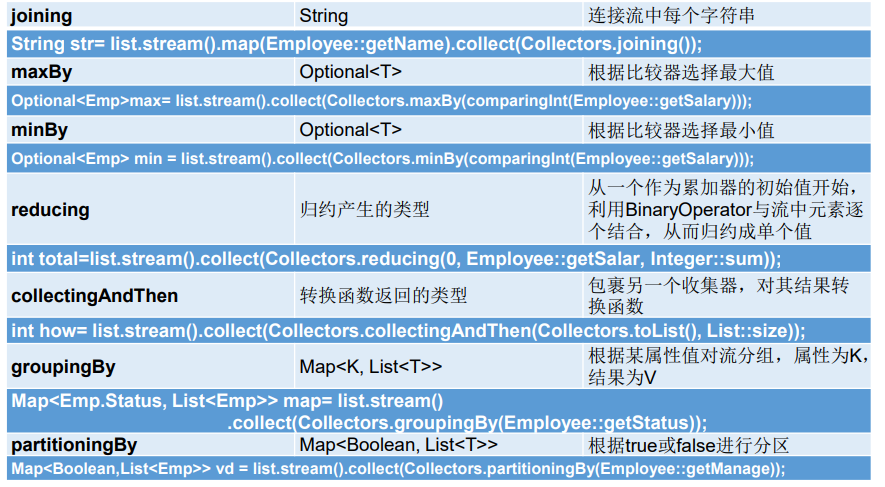 joining String 连接流中每个字符串
String str= list.stream().map(Employee::getName).collect(Collectors.joining());
maxBy Optional<T> 根据比较器选择最大值
Optional<Emp>max= list.stream().collect(Collectors.maxBy(comparingInt(Employee::getSalary)));
minBy Optional<T> 根据比较器选择最小值
Optional<Emp> min = list.stream().collect(Collectors.minBy(comparingInt(Employee::getSalary)));
reducing 归约产生的类型 从一个作为累加器的初始值开始，
利用BinaryOperator与流中元素逐
个结合，从而归约成单个值
int total=list.stream().collect(Collectors.reducing(0, Employee::getSalar, Integer::sum));
collectingAndThen 转换函数返回的类型 包裹另一个收集器，对其结果转
换函数
int how= list.stream().collect(Collectors.collectingAndThen(Collectors.toList(), List::size));
groupingBy Map<K, List<T>> 根据某属性值对流分组，属性为K，
结果为V
Map<Emp.Status, List<Emp>> map= list.stream()
.collect(Collectors.groupingBy(Employee::getStatus));
partitioningBy Map<Boolean, List<T>> 根据true或false进行分区
Map<Boolean,List<Emp>> vd = list.stream().collect(Collectors.partitioningBy(Employee::getManage));